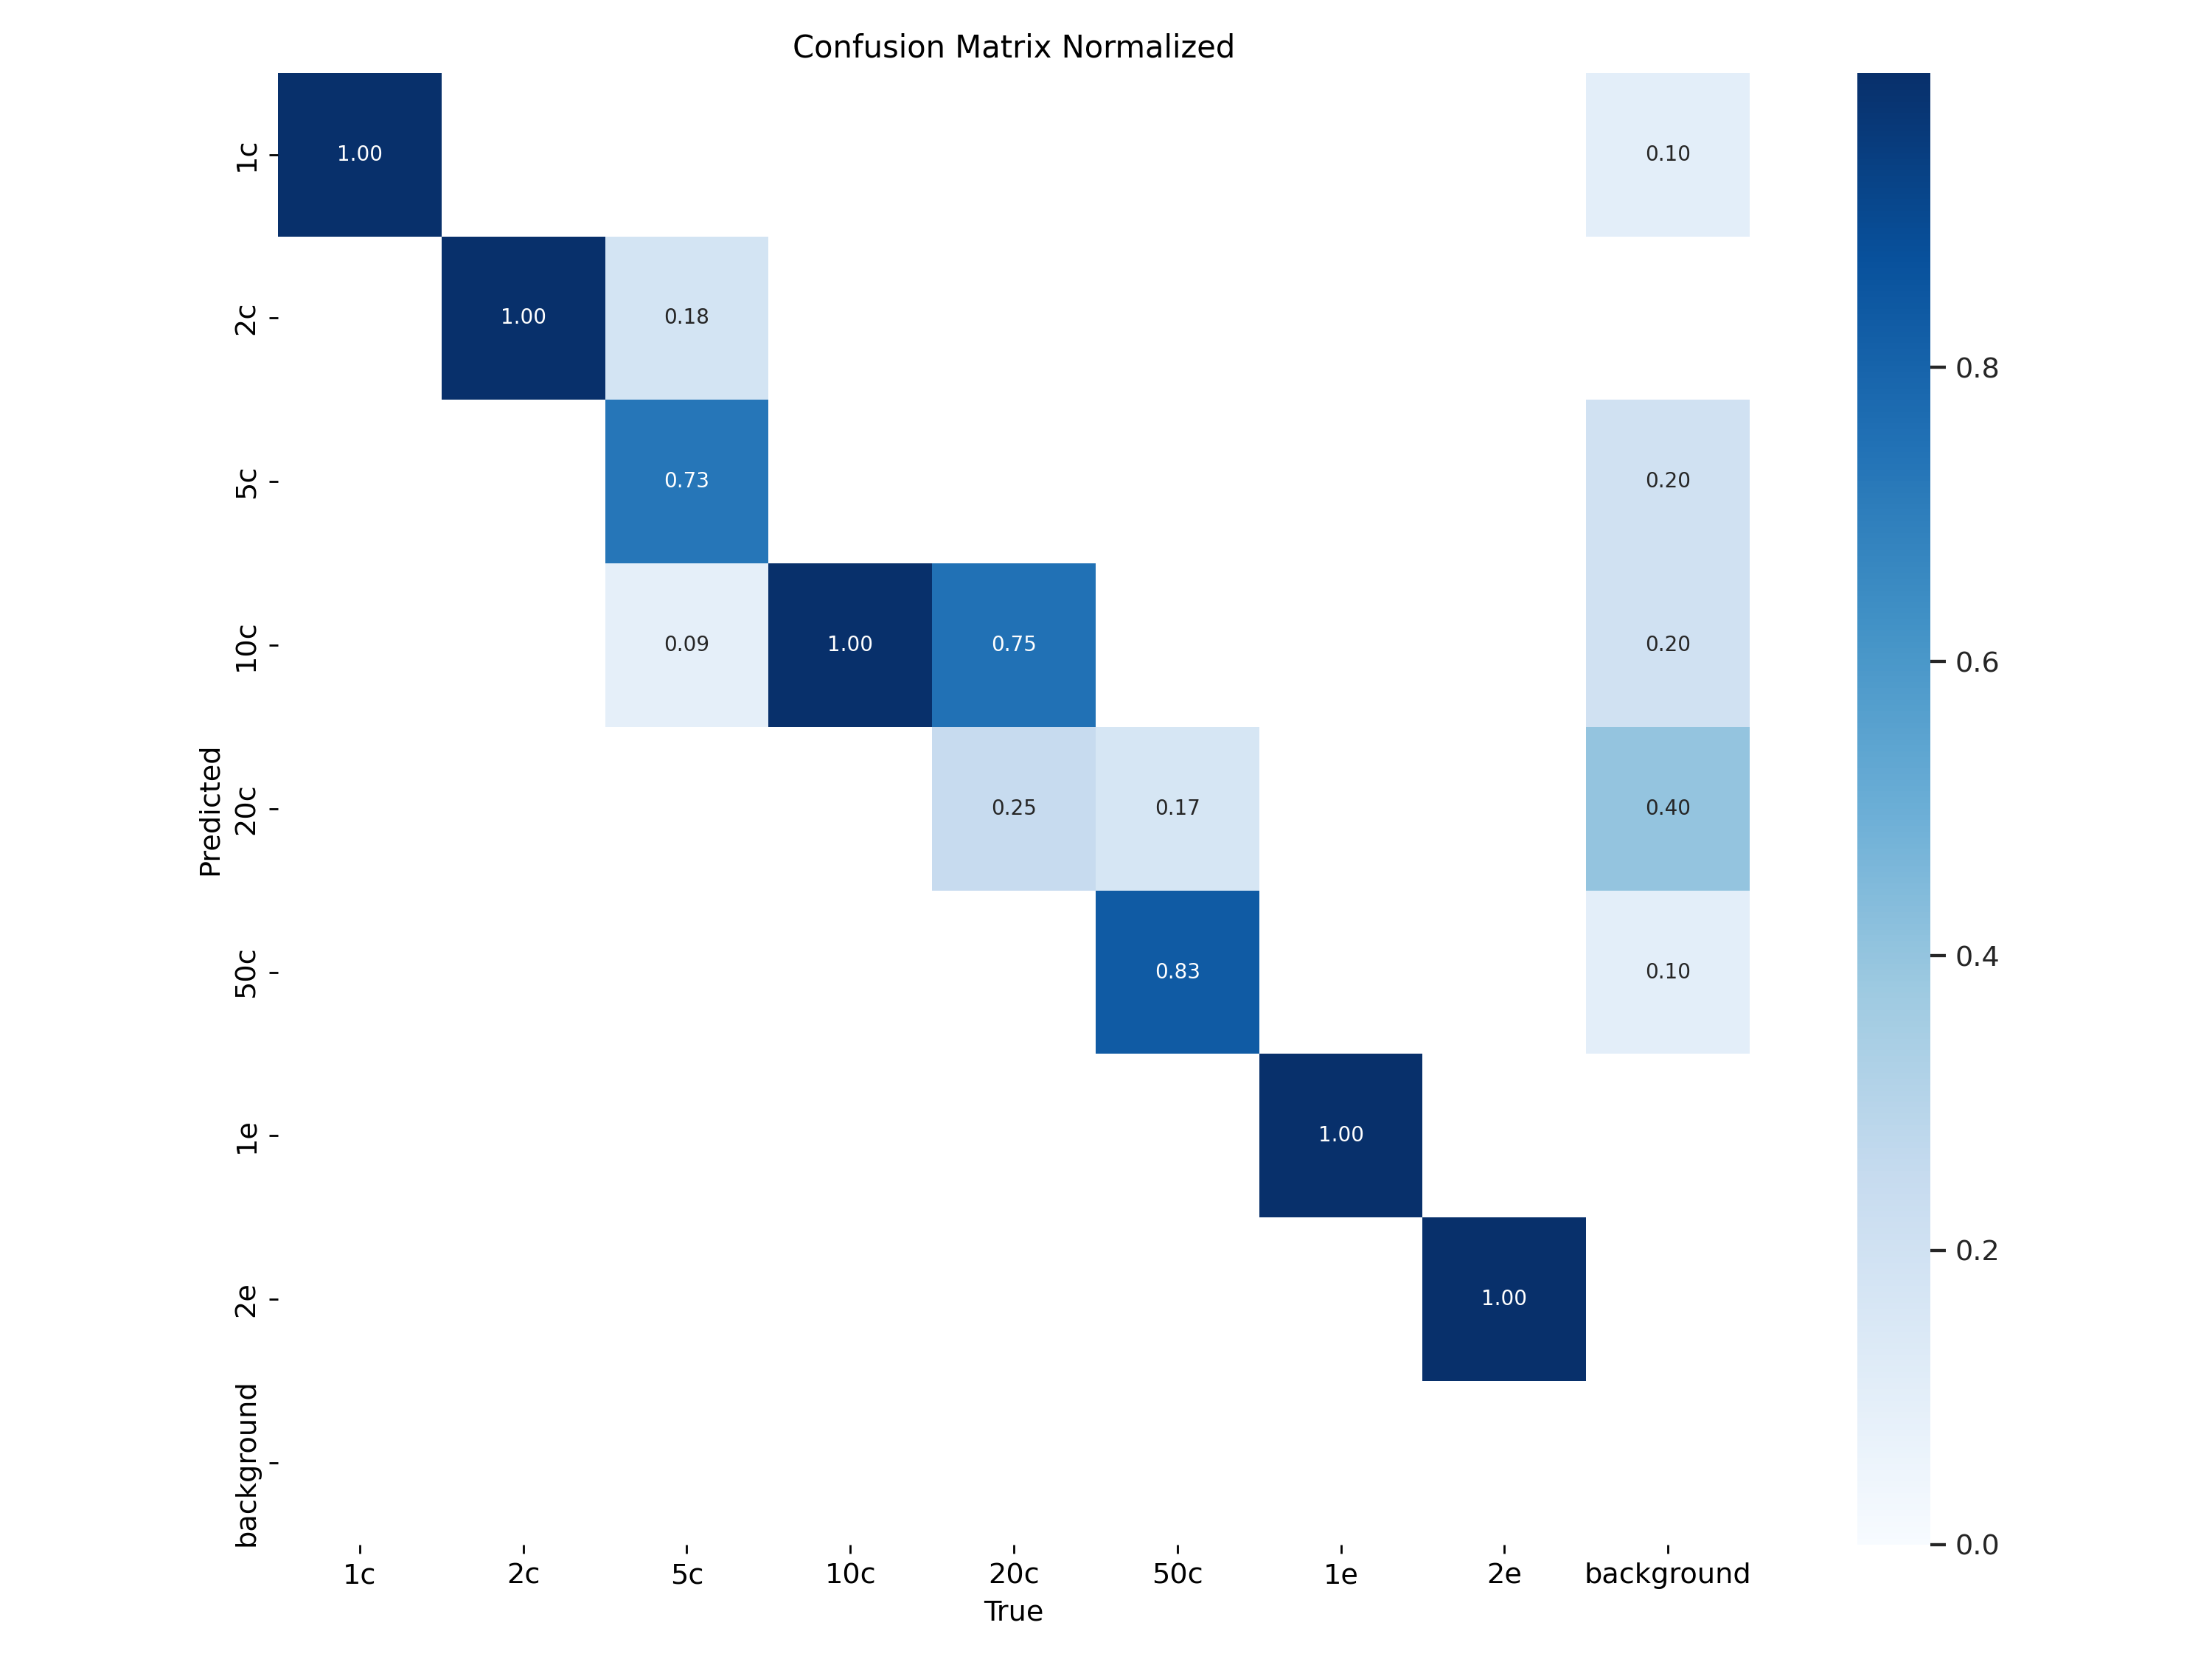 Confusion Matrix Normalized
1c 1.00 0.10
2c 1.00 0.18
0.8
5c 0.73 0.20
10c 0.09 1.00 0.75 0.20
0.6
Predicted
20c 0.25 0.17 0.40
50c 0.83 0.10
0.4
1e 1.00
0.2
2e 1.00
background
0.0
1c 2c 5c 10c 20c 50c 1e 2e background
True